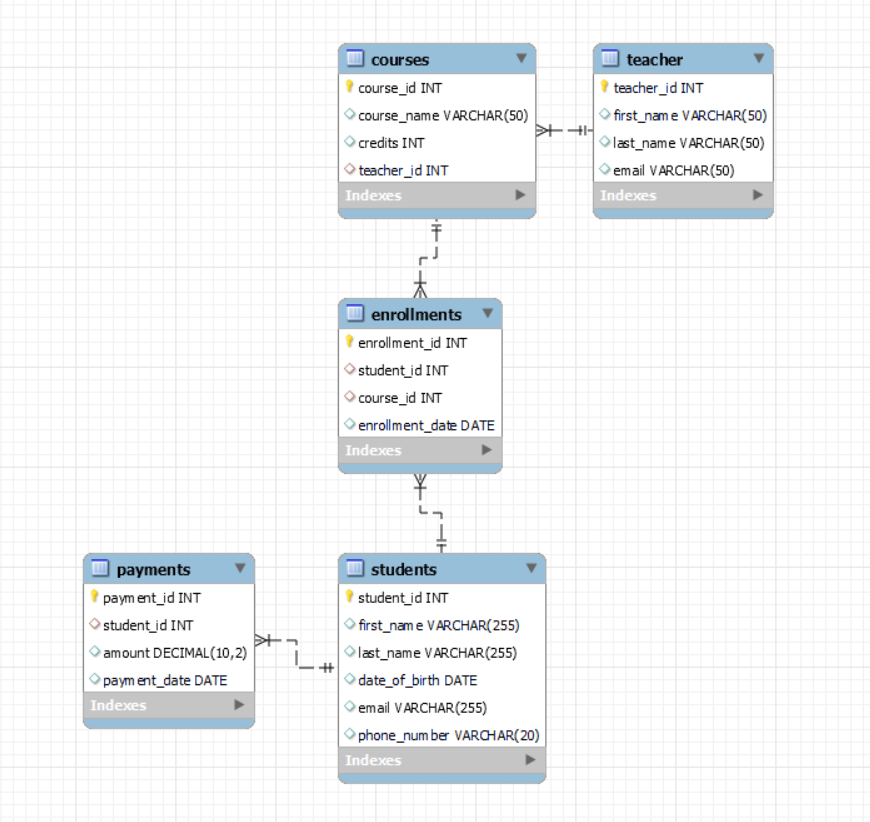 courses
course_id INT
course_name VARCHAR(50)
credits INT
teacher_id INT
Indexes
teacher
teacher_id INT
first_name VARCHAR(50)
last_name VARCHAR(50)
email VARCHAR(50)
Indexes
enrollments
enrollment_id INT
student_id INT
course_id INT
enrollment_date DATE
Indexes
payments
payment_id INT
student_id INT
amount DECIMAL(10,2)
payment_date DATE
Indexes
students
student_id INT
first_name VARCHAR(255)
last_name VARCHAR(255)
date_of_birth DATE
email VARCHAR(255)
phone_number VARCHAR(20)
Indexes